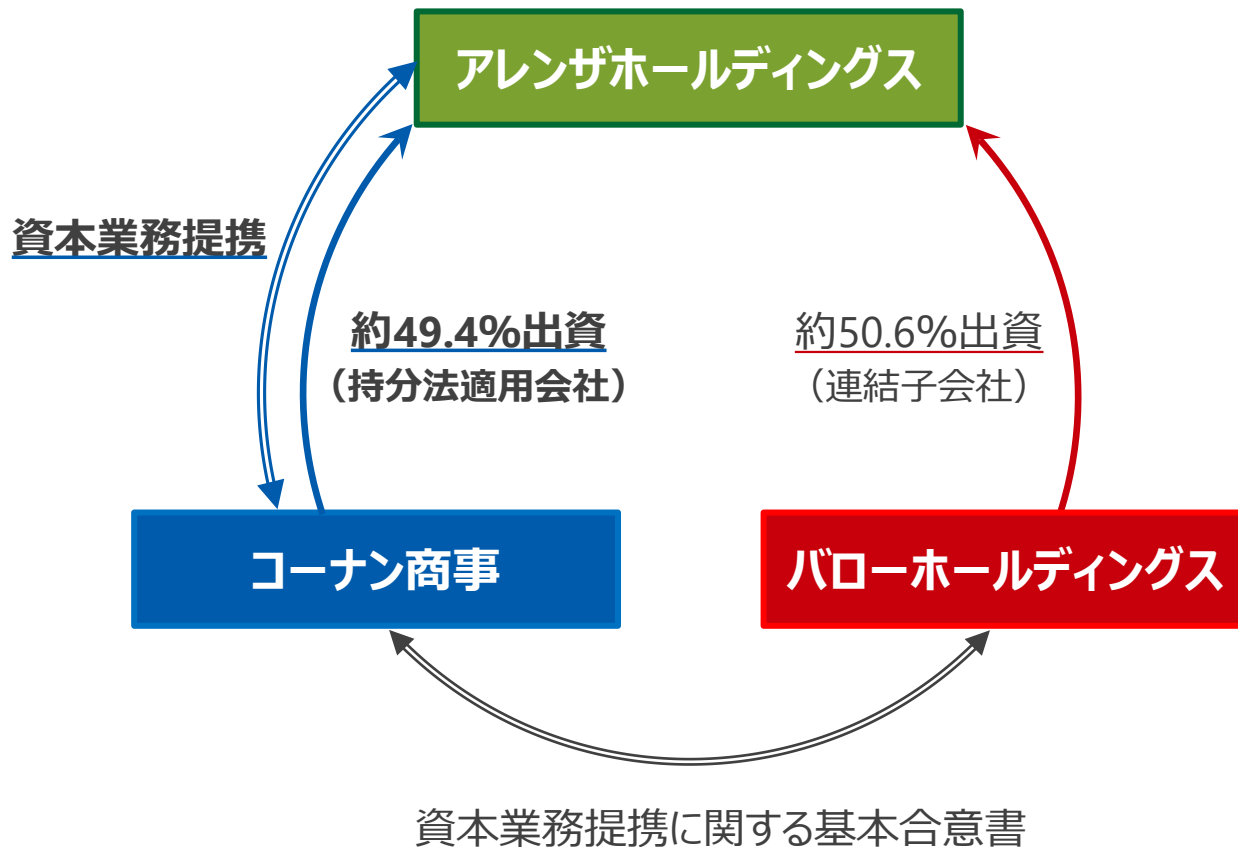 アレンザホールディングス
資本業務提携
約49.4%出資
（持分法適用会社）
約50.6%出資
（連結子会社）
コーナン商事
バローホールディングス
資本業務提携に関する基本合意書